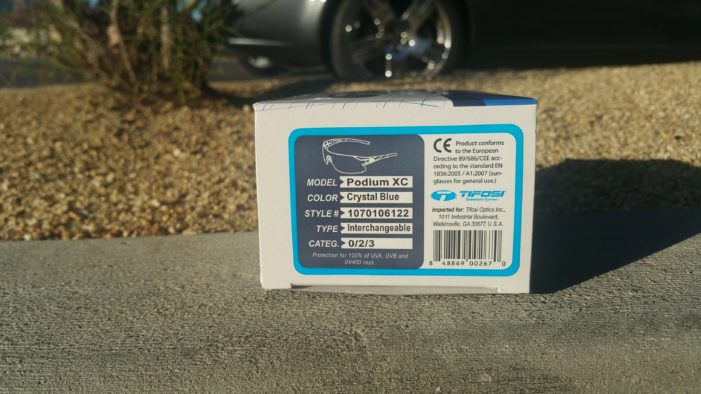 MODEL Podium XC
COLOR Crystal Blue
STYLE # 1070106122
TYPE Interchangeable
CATEG. 0/2/3
Protection for 100% of UVA, UVB and
UV400 rays.
CE Product conforms
to the European
Directive 89/686/CEE acc-
ording to the standard EN
1836:2005 / A1:2007 (sun-
glasses for general use.)
TIFOSI
Imported for: Tifosi Optics Inc.,
1011 Industrial Boulevard,
Watkinsville, GA 30677, U.S.A.
8 48869 00267 0